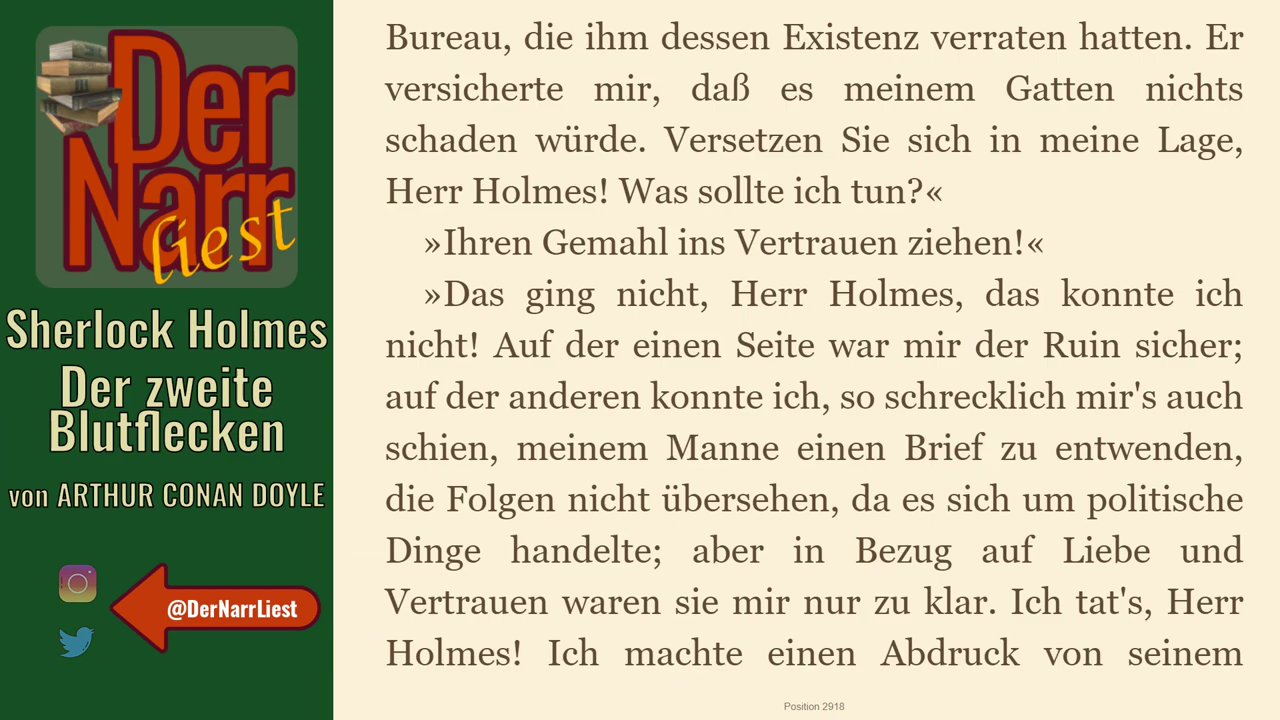 Der
Narr
liest
Sherlock Holmes
Der zweite
Blutflecken
von ARTHUR CONAN DOYLE
@DerNarrLiest
Bureau, die ihm dessen Existenz verraten hatten. Er
versicherte mir, daß es meinem Gatten nichts
schaden würde. Versetzen Sie sich in meine Lage,
Herr Holmes! Was sollte ich tun?«
»Ihren Gemahl ins Vertrauen ziehen!«
»Das ging nicht, Herr Holmes, das konnte ich
nicht! Auf der einen Seite war mir der Ruin sicher;
auf der anderen konnte ich, so schrecklich mir's auch
schien, meinem Manne einen Brief zu entwenden,
die Folgen nicht übersehen, da es sich um politische
Dinge handelte; aber in Bezug auf Liebe und
Vertrauen waren sie mir nur zu klar. Ich tat's, Herr
Holmes! Ich machte einen Abdruck von seinem
Position 2918